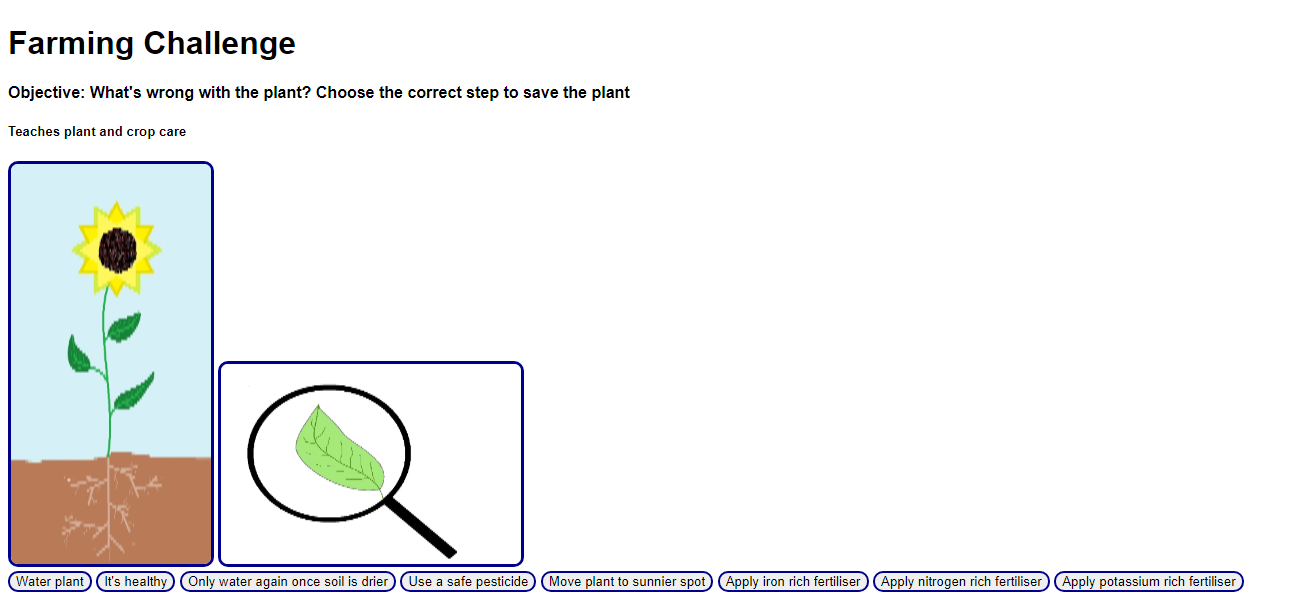 Farming Challenge
Objective: What's wrong with the plant? Choose the correct step to save the plant
Teaches plant and crop care
Water plant It's healthy Only water again once soil is drier Use a safe pesticide Move plant to sunnier spot Apply iron rich fertiliser Apply nitrogen rich fertiliser Apply potassium rich fertiliser